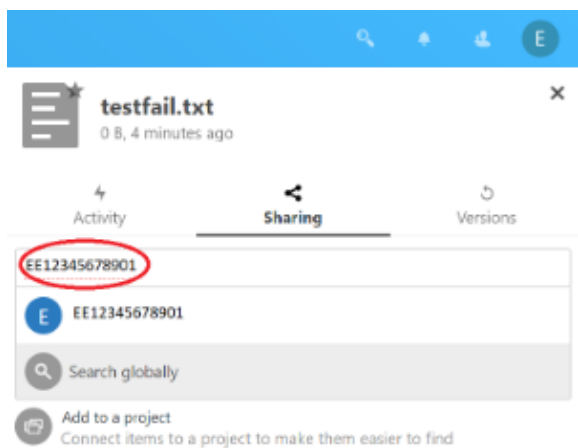 E
testfail.txt
0 B, 4 minutes ago
Activity
Sharing
Versions
EE12345678901
E
EE12345678901
Search globally
Add to a project
Connect items to a project to make them easier to find